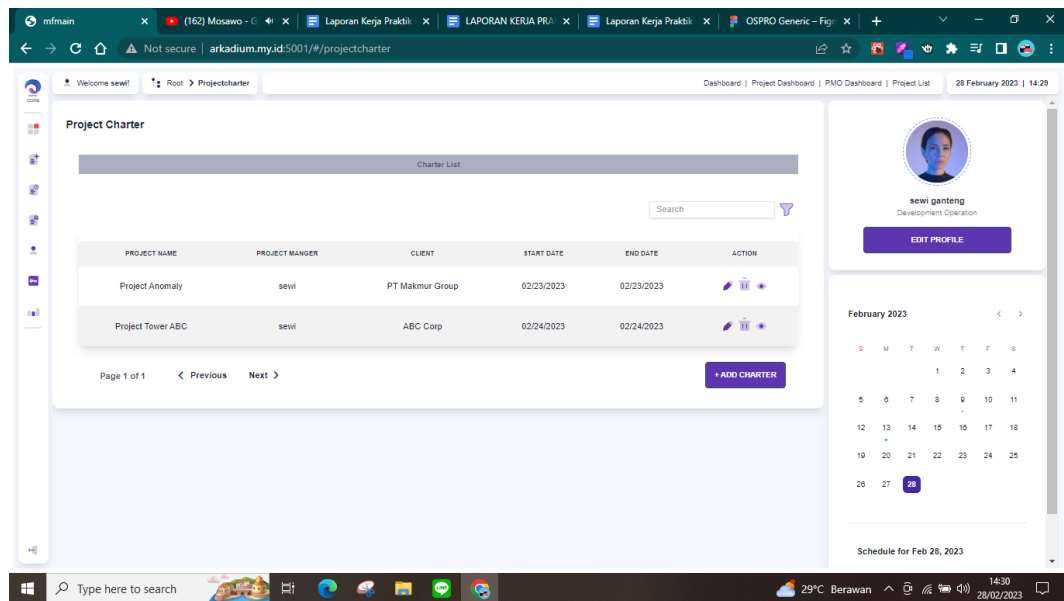 mfmain
(162) Mosawo - G
Laporan Kerja Praktik
LAPORAN KERJA PRA
Laporan Kerja Praktik
OSPRO Generic – Figm
Not secure | arkadium.my.id:5001/#/projectcharter
CORE
Welcome sewi!
Root > Projectcharter
Dashboard | Project Dashboard | PMO Dashboard | Project List
28 February 2023 | 14:29
Project Charter
Charter List
Search
PROJECT NAME PROJECT MANGER CLIENT START DATE END DATE ACTION
Project Anomaly sewi PT Makmur Group 02/23/2023 02/23/2023
Project Tower ABC sewi ABC Corp 02/24/2023 02/24/2023
Page 1 of 1 < Previous Next >
+ ADD CHARTER
sewi ganteng
Development Operation
EDIT PROFILE
February 2023 < >
S M T W T F S
1 2 3 4
5 6 7 8 9 10 11
12 13 14 15 16 17 18
19 20 21 22 23 24 25
26 27 28
Schedule for Feb 28, 2023
Type here to search
29°C Berawan
14:30
28/02/2023